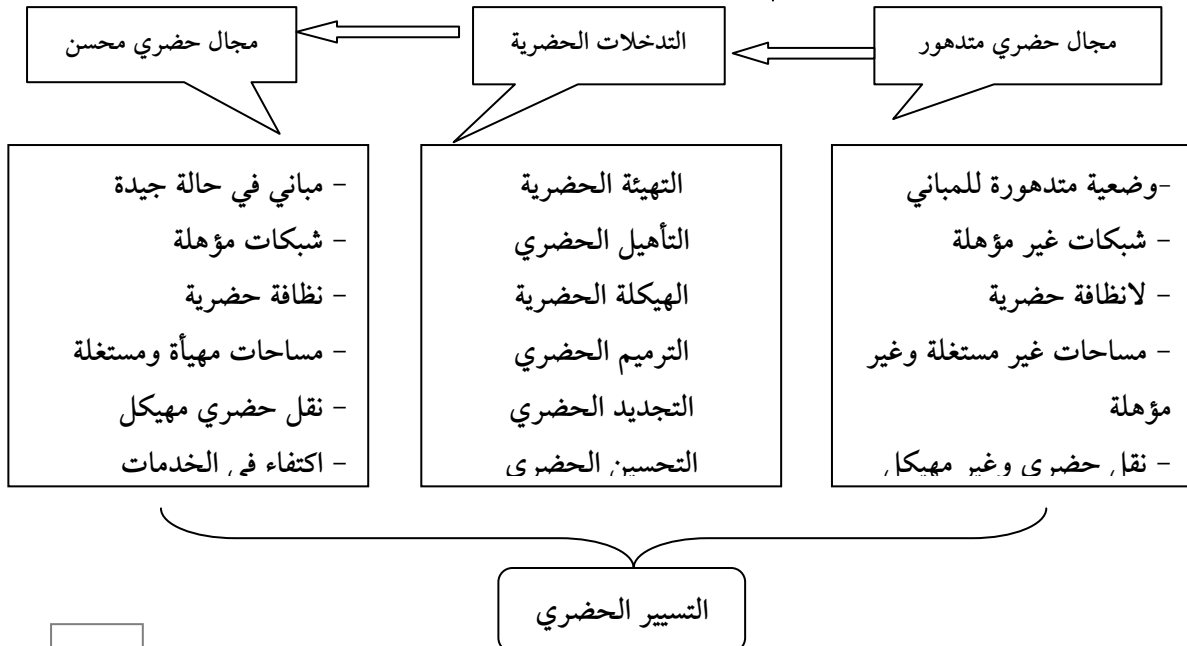 مجال حضري متدهور
التدخلات الحضرية
مجال حضري محسن
-وضعية متدهورة للمباني
- شبكات غير مؤهلة
- لانظافة حضرية
- مساحات غير مستغلة وغير
مؤهلة
- نقل حضري وغير مهيكل
التهيئة الحضرية
التأهيل الحضري
الهيكلة الحضرية
الترميم الحضري
التجديد الحضري
التحسين الحضري
- مباني في حالة جيدة
- شبكات مؤهلة
- نظافة حضرية
- مساحات مهيأة ومستغلة
- نقل حضري مهيكل
- اكتفاء في الخدمات
التسيير الحضري